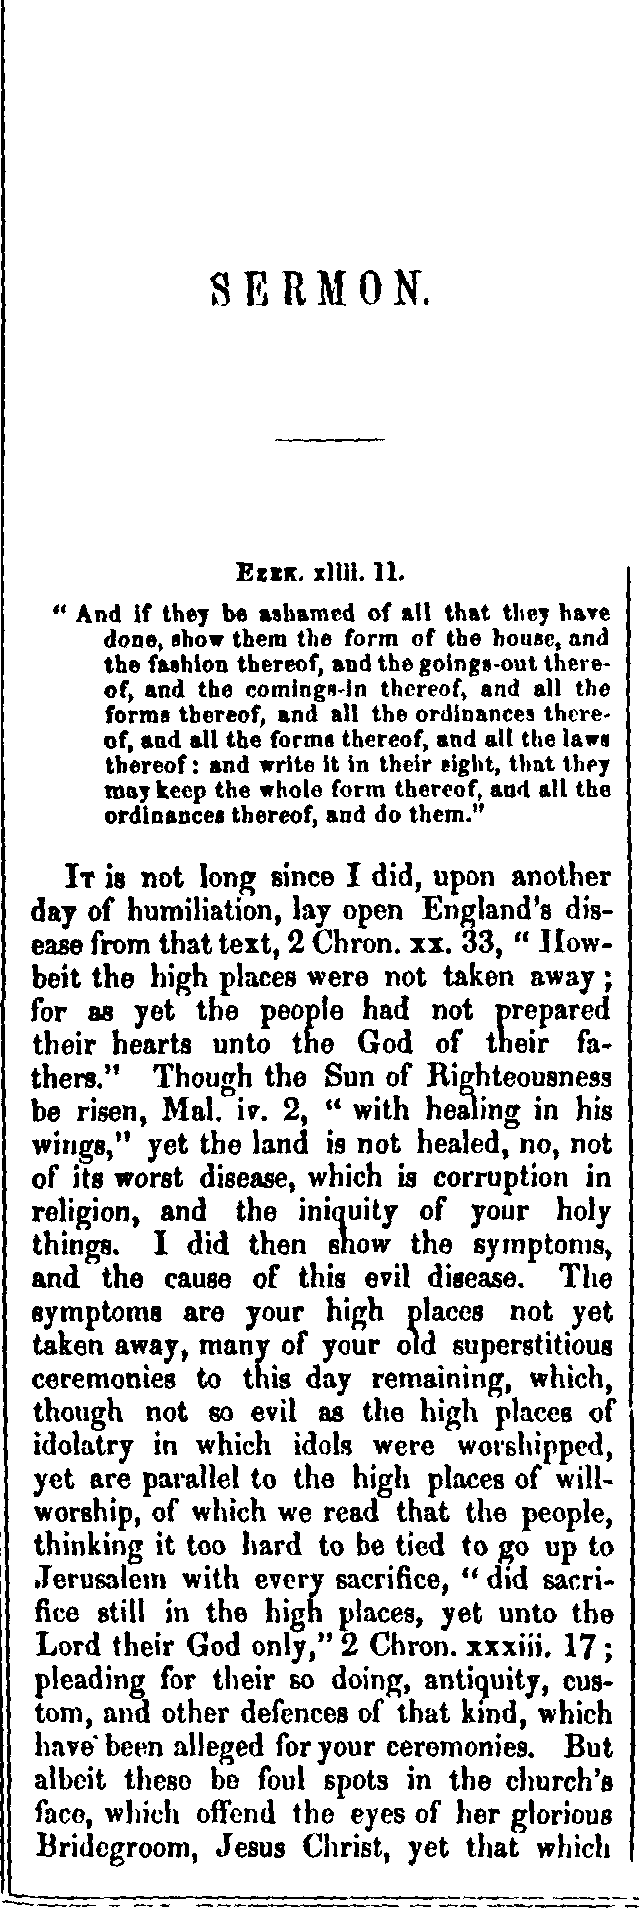 SERMON.
EZEK. xliii. 11.
“ And if they be ashamed of all that they have
done, show them the form of the house, and
the fashion thereof, and the goings-out there-
of, and the comings-in thereof, and all the
forms thereof, and all the ordinances there-
of, and all the forms thereof, and all the laws
thereof: and write it in their sight, that they
may keep the whole form thereof, and all the
ordinances thereof, and do them.”
IT is not long since I did, upon another
day of humiliation, lay open England's dis-
ease from that text, 2 Chron. xx. 33, “ How-
beit the high places were not taken away ;
for as yet the people had not prepared
their hearts unto the God of their fa-
thers.” Though the Sun of Righteousness
be risen, Mal. iv. 2, “ with healing in his
wings,” yet the land is not healed, no, not
of its worst disease, which is corruption in
religion, and the iniquity of your holy
things. I did then show the symptoms,
and the cause of this evil disease. The
symptoms are your high places not yet
taken away, many of your old superstitious
ceremonies to this day remaining, which,
though not so evil as the high places of
idolatry in which idols were worshipped,
yet are parallel to the high places of will-
worship, of which we read that the people,
thinking it too hard to be tied to go up to
Jerusalem with every sacrifice, “ did sacri-
fice still in the high places, yet unto the
Lord their God only,” 2 Chron. xxxiii. 17 ;
pleading for their so doing, antiquity, cus-
tom, and other defences of that kind, which
have been alleged for your ceremonies. But
albeit these be foul spots in the church's
face, which offend the eyes of her glorious
Bridegroom, Jesus Christ, yet that which